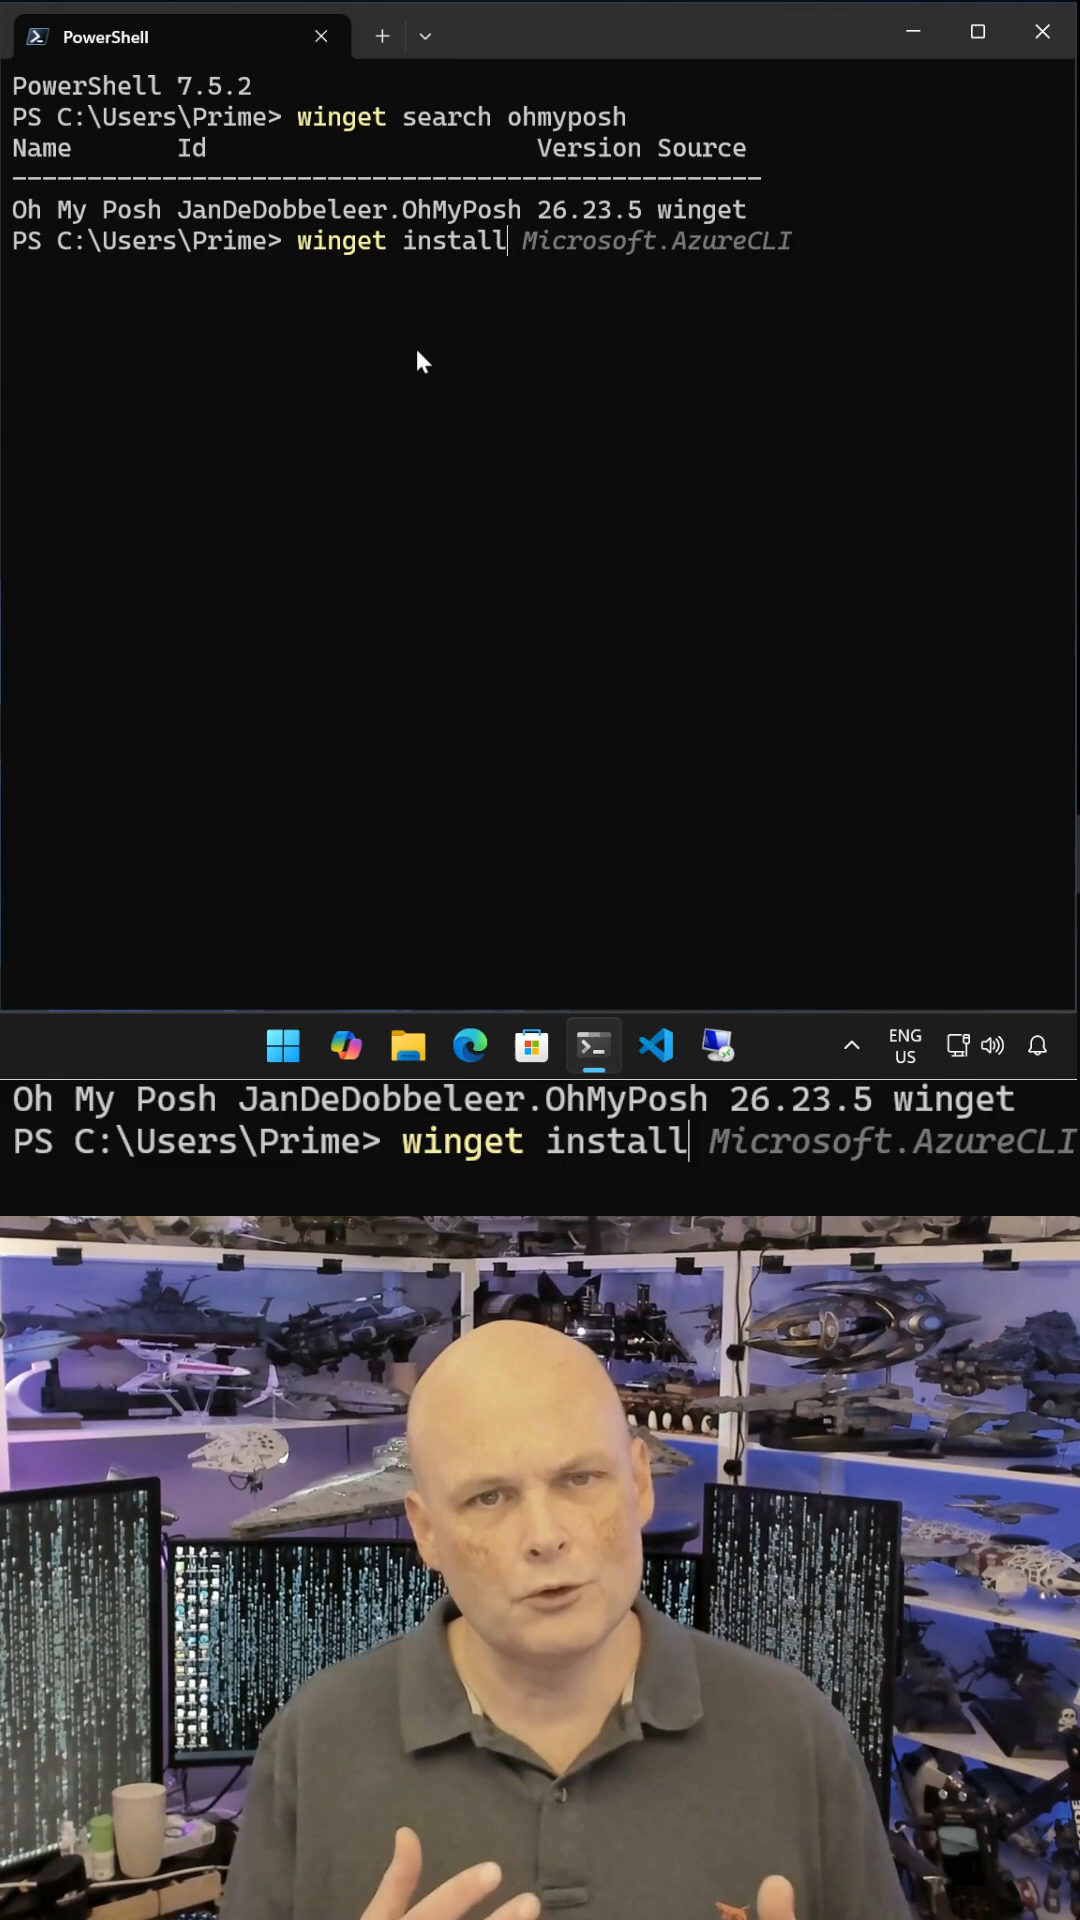 PowerShell
PowerShell 7.5.2
PS C:\Users\Prime> winget search ohmyposh
Name Id Version Source
--------------------------------------------------
Oh My Posh JanDeDobbeleer.OhMyPosh 26.23.5 winget
PS C:\Users\Prime> winget install Microsoft.AzureCLI
ENG
US
Oh My Posh JanDeDobbeleer.OhMyPosh 26.23.5 winget
PS C:\Users\Prime> winget install Microsoft.AzureCLI